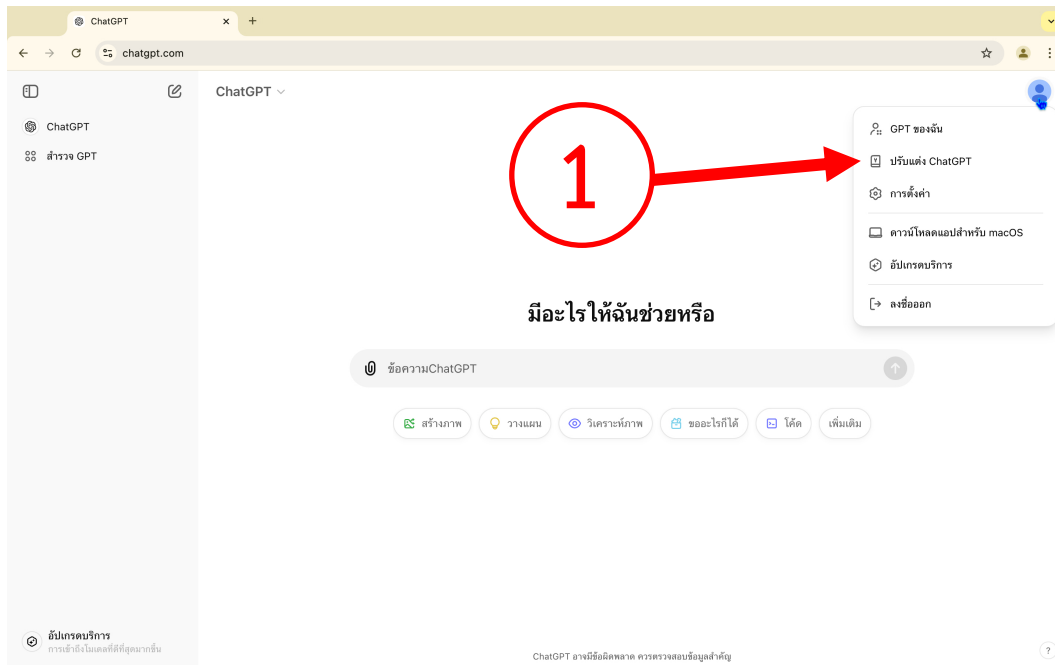 ChatGPT
chatgpt.com
ChatGPT
ChatGPT
สำรวจ GPT
1
GPT ของฉัน
ปรับแต่ง ChatGPT
การตั้งค่า
ดาวน์โหลดแอปสำหรับ macOS
อัปเกรดบริการ
ลงชื่อออก
มีอะไรให้ฉันช่วยหรือ
ข้อความChatGPT
สร้างภาพ วางแผน วิเคราะห์ภาพ ขออะไรก็ได้ โค้ด เพิ่มเติม
อัปเกรดบริการ
การเข้าถึงโมเดลที่ดีที่สุดมากขึ้น
ChatGPT อาจมีข้อผิดพลาด ควรตรวจสอบข้อมูลสำคัญ
?